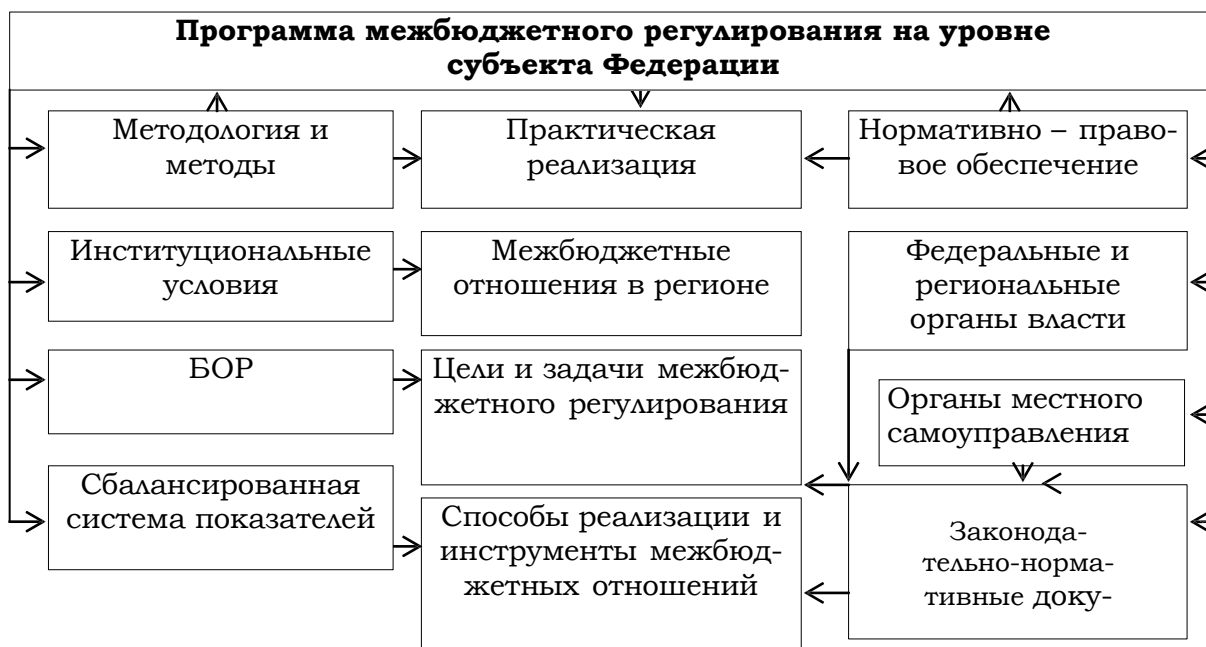 Программа межбюджетного регулирования на уровне
субъекта Федерации
Методология и
методы
Практическая
реализация
Нормативно – право-
вое обеспечение
Институциональные
условия
Межбюджетные
отношения в регионе
Федеральные и
региональные
органы власти
БОР
Цели и задачи межбюд-
джетного регулирования
Органы местного
самоуправления
Сбалансированная
система показателей
Способы реализации и
инструменты межбюд-
джетных отношений
Законода-
тельно-норма-
тивные доку-